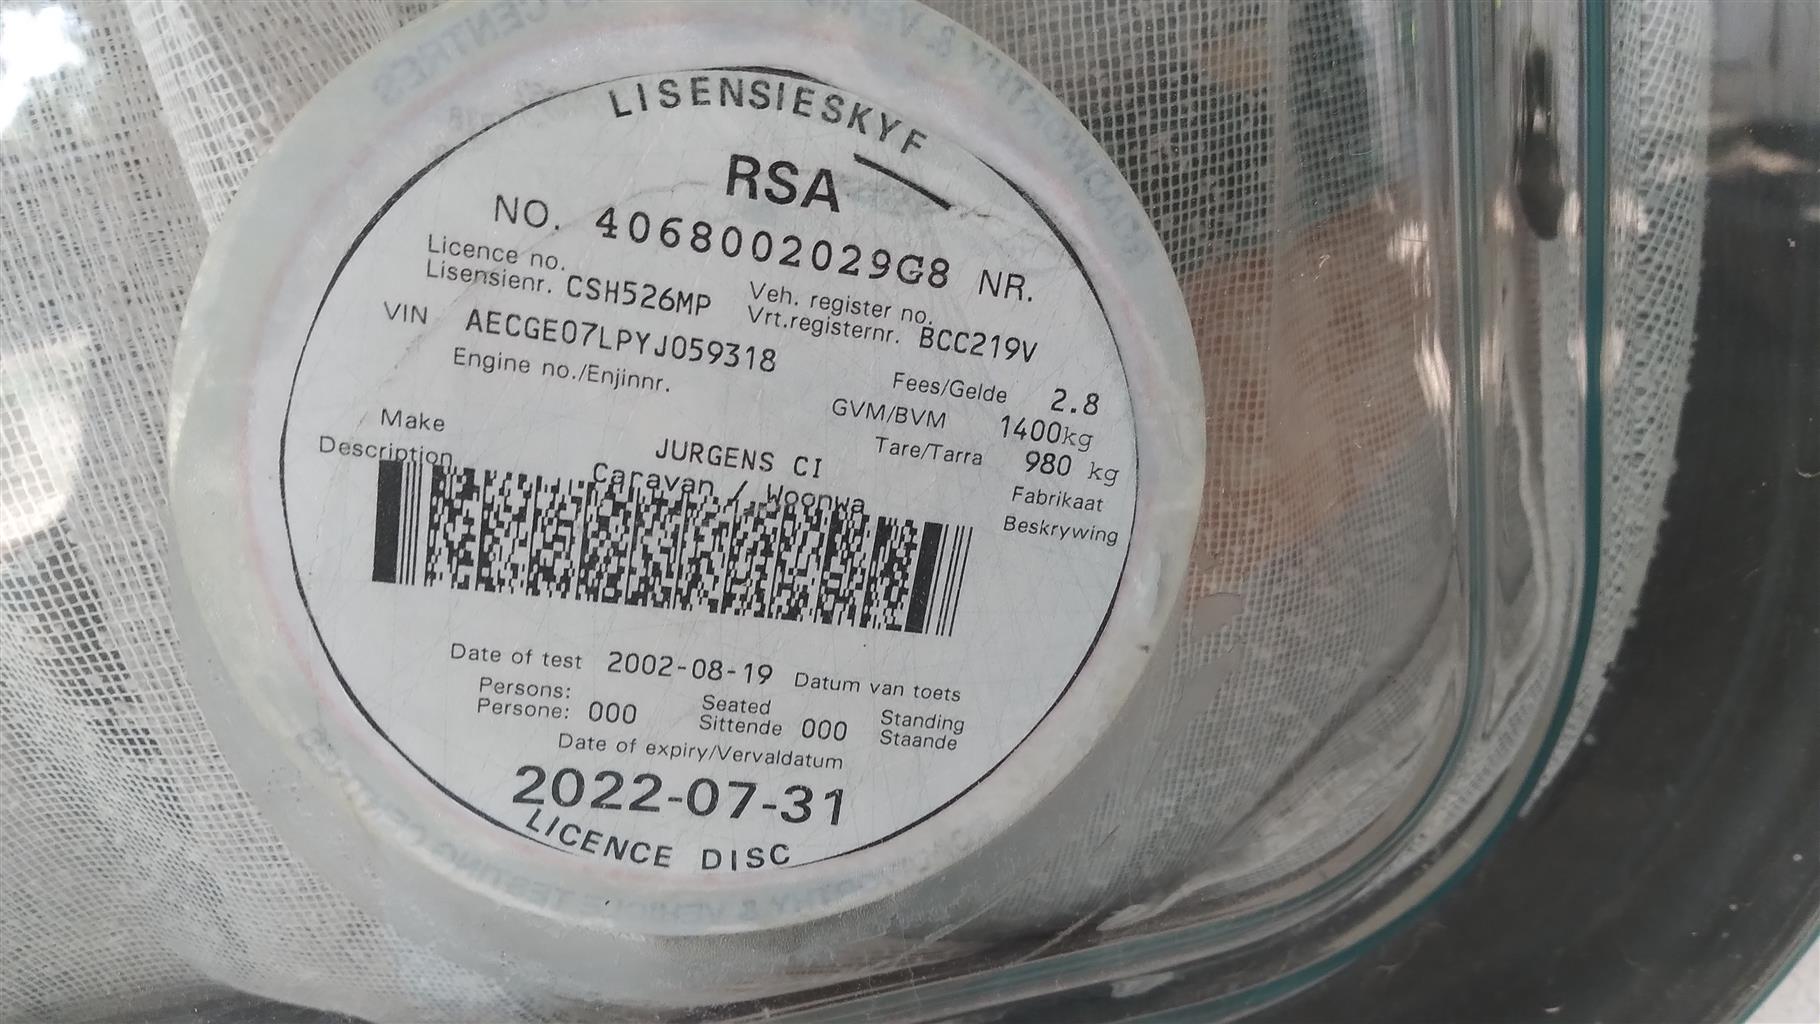 LISENSIESKYF
RSA
NO. 4068002029G8 NR.
Licence no.
Lisensienr. CSH526MP
Veh. register no.
Vrt.registernr. BCC219V
VIN AECGE07LPYJ059318
Engine no./Enjinnr.
Fees/Gelde 2.8
GVM/BVM 1400kg
Tare/Tarra 980 kg
Make JURGENS CI Fabrikaat
Description Caravan / Woonwa Beskrywing
Date of test 2002-08-19 Datum van toets
Persons:
Persone: 000
Seated
Sittende 000
Standing
Staande
Date of expiry/Vervaldatum
2022-07-31
LICENCE DISC